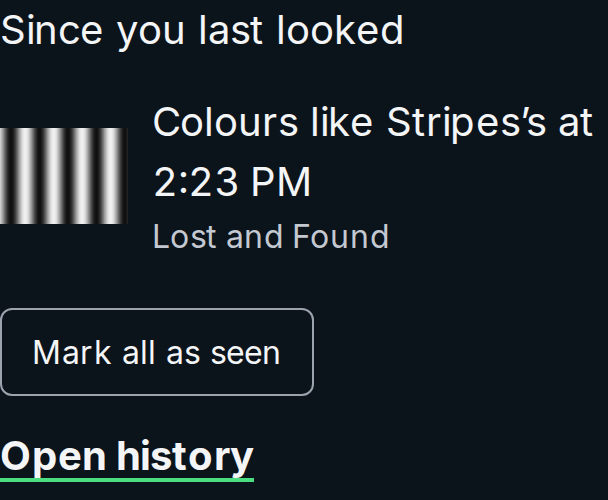 Since you last looked
Colours like Stripes’s at
2:23 PM
Lost and Found
Mark all as seen
Open history